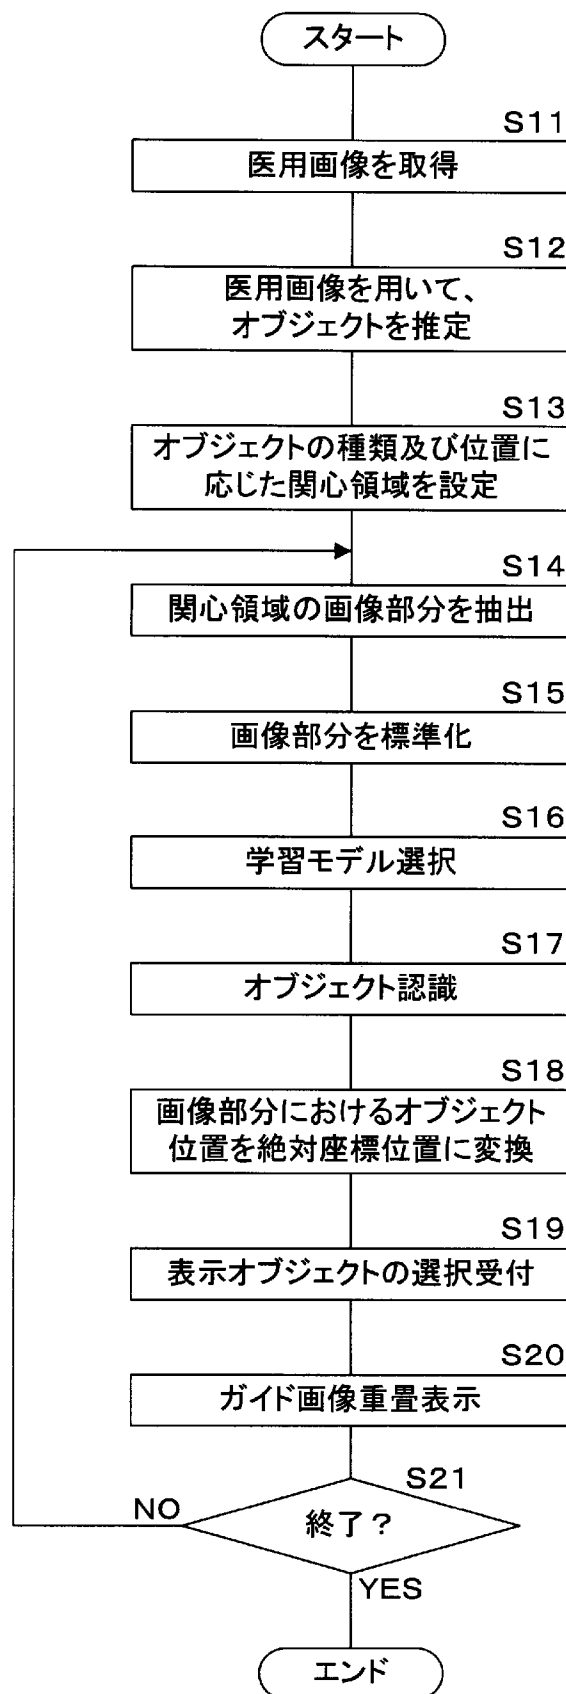 スタート
S11
医用画像を取得
S12
医用画像を用いて、
オブジェクトを推定
S13
オブジェクトの種類及び位置に
応じた関心領域を設定
S14
関心領域の画像部分を抽出
S15
画像部分を標準化
S16
学習モデル選択
S17
オブジェクト認識
S18
画像部分におけるオブジェクト
位置を絶対座標位置に変換
S19
表示オブジェクトの選択受付
S20
ガイド画像重畳表示
S21
NO
終了？
YES
エンド